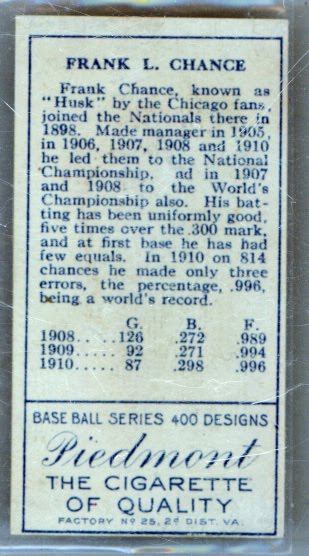 FRANK L. CHANCE
Frank Chance, known as
"Husk" by the Chicago fans,
joined the Nationals there in
1898. Made manager in 1905,
in 1906, 1907, 1908 and 1910
he led them to the National
Championship, ad in 1907
and 1908 to the World's
Championship also. His bat-
ting has been uniformly good,
five times over the .300 mark,
and at first base he has had
few equals. In 1910 on 814
chances he made only three
errors, the percentage, .996,
being a world's record.
G. B. F.
1908..... 126 .272 .989
1909..... 92 .271 .994
1910..... 87 .298 .996
BASE BALL SERIES 400 DESIGNS
Piedmont
THE CIGARETTE
OF QUALITY
FACTORY Nº 25, 2ᵈ DIST. VA.